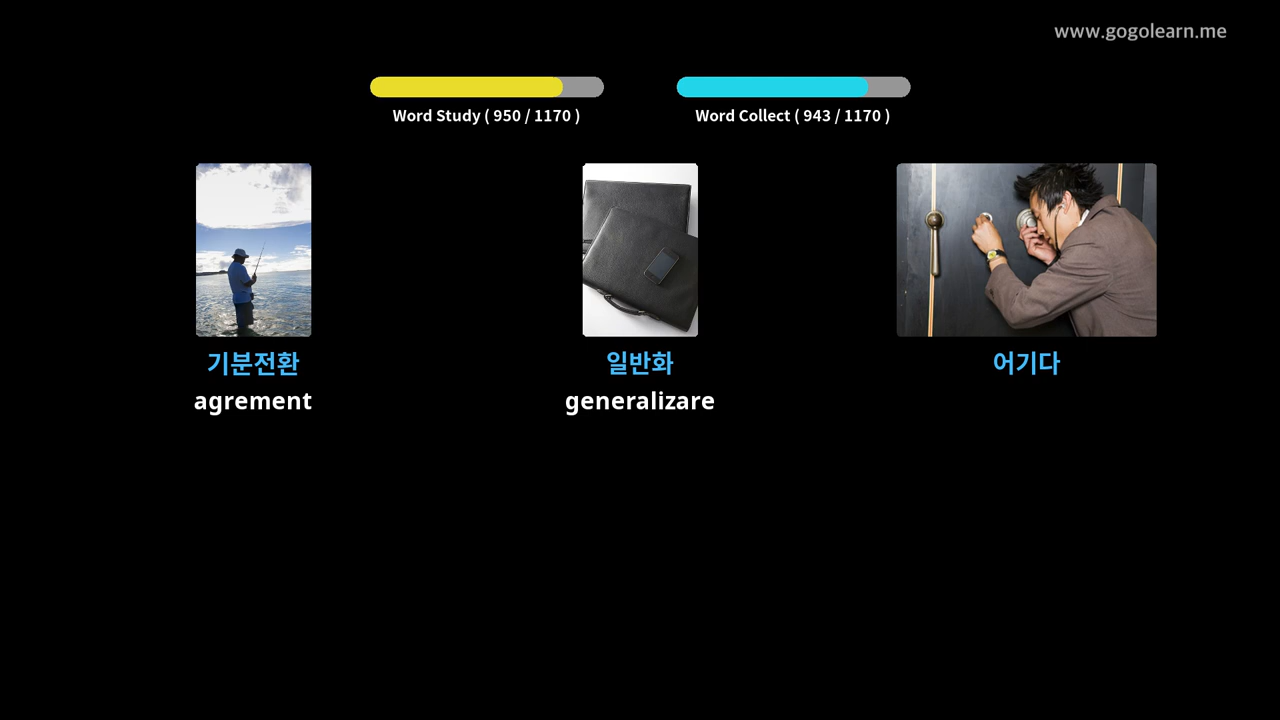 www.gogolearn.me
Word Study ( 950 / 1170 )
Word Collect ( 943 / 1170 )
기분전환
일반화
어기다
agrement
generalizare